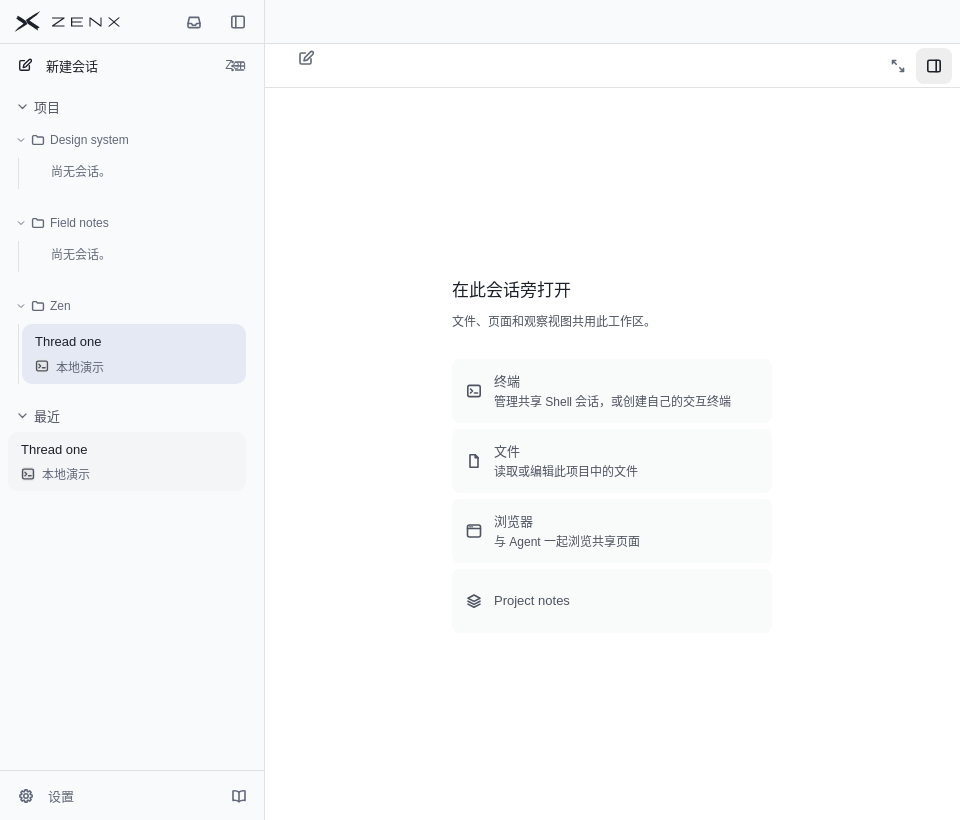 ZENX
新建会话
项目
Design system
尚无会话。
Field notes
尚无会话。
Zen
Thread one
本地演示
最近
Thread one
本地演示
设置
在此会话旁打开
文件、页面和观察视图共用此工作区。
终端
管理共享 Shell 会话，或创建自己的交互终端
文件
读取或编辑此项目中的文件
浏览器
与 Agent 一起浏览共享页面
Project notes